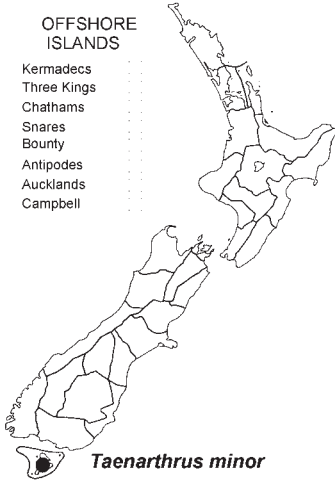 OFFSHORE
ISLANDS
Kermadecs
Three Kings
Chathams
Snares
Bounty
Antipodes
Aucklands
Campbell
Taenarthrus minor